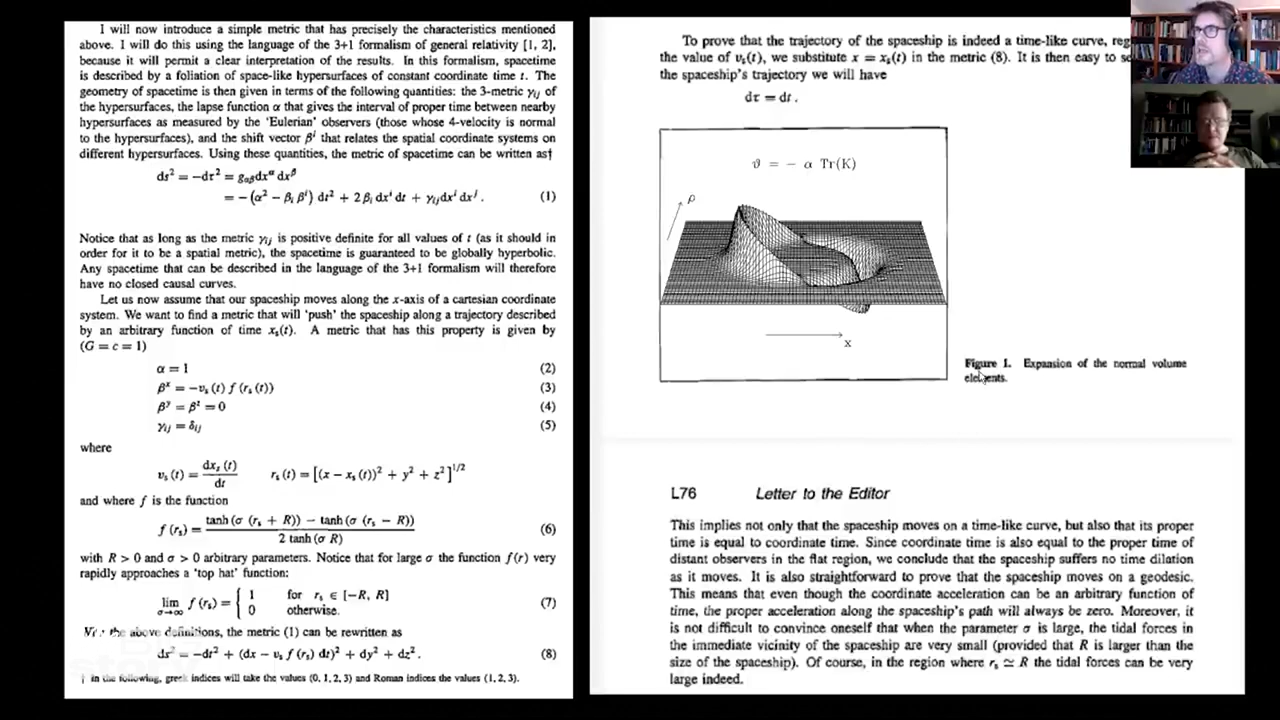 I will now introduce a simple metric that has precisely the characteristics mentioned
above. I will do this using the language of the 3+1 formalism of general relativity [1, 2],
because it will permit a clear interpretation of the results. In this formalism, spacetime
is described by a foliation of space-like hypersurfaces of constant coordinate time t. The
geometry of spacetime is then given in terms of the following quantities: the 3-metric γij of
the hypersurfaces, the lapse function α that gives the interval of proper time between nearby
hypersurfaces as measured by the 'Eulerian' observers (those whose 4-velocity is normal
to the hypersurfaces), and the shift vector βⁱ that relates the spatial coordinate systems on
different hypersurfaces. Using these quantities, the metric of spacetime can be written as†
ds² = −dτ² = gαβ dxᵅ dxᵝ
= −(α² − βᵢ βⁱ) dt² + 2βᵢ dxⁱ dt + γij dxⁱ dxʲ . (1)
Notice that as long as the metric γij is positive definite for all values of t (as it should in
order for it to be a spatial metric), the spacetime is guaranteed to be globally hyperbolic.
Any spacetime that can be described in the language of the 3+1 formalism will therefore
have no closed causal curves.
Let us now assume that our spaceship moves along the x-axis of a cartesian coordinate
system. We want to find a metric that will 'push' the spaceship along a trajectory described
by an arbitrary function of time xs(t). A metric that has this property is given by
(G = c = 1)
α = 1 (2)
βˣ = −vs(t) f (rs(t)) (3)
βʸ = βᶻ = 0 (4)
γij = δij (5)
where
vs(t) = dxs(t)/dt rs(t) = [(x − xs(t))² + y² + z²]^1/2
and where f is the function
f (rs) = tanh (σ (rs + R)) − tanh (σ (rs − R)) / 2 tanh (σ R) (6)
with R > 0 and σ > 0 arbitrary parameters. Notice that for large σ the function f(r) very
rapidly approaches a 'top hat' function:
lim σ→∞ f (rs) = { 1 for rs ∈ [−R, R]
0 otherwise. (7)
the above definitions, the metric (1) can be rewritten as
ds² = −dt² + (dx − vs f (rs) dt)² + dy² + dz² . (8)
† In the following, greek indices will take the values (0, 1, 2, 3) and Roman indices the values (1, 2, 3).
To prove that the trajectory of the spaceship is indeed a time-like curve, reg
the value of vs(t), we substitute x = xs(t) in the metric (8). It is then easy to se
the spaceship's trajectory we will have
dτ = dt .
ϑ = − α Tr(K)
ρ
x
Figure 1. Expansion of the normal volume
elements.
L76 Letter to the Editor
This implies not only that the spaceship moves on a time-like curve, but also that its proper
time is equal to coordinate time. Since coordinate time is also equal to the proper time of
distant observers in the flat region, we conclude that the spaceship suffers no time dilation
as it moves. It is also straightforward to prove that the spaceship moves on a geodesic.
This means that even though the coordinate acceleration can be an arbitrary function of
time, the proper acceleration along the spaceship's path will always be zero. Moreover, it
is not difficult to convince oneself that when the parameter σ is large, the tidal forces in
the immediate vicinity of the spaceship are very small (provided that R is larger than the
size of the spaceship). Of course, in the region where rs ≃ R the tidal forces can be very
large indeed.